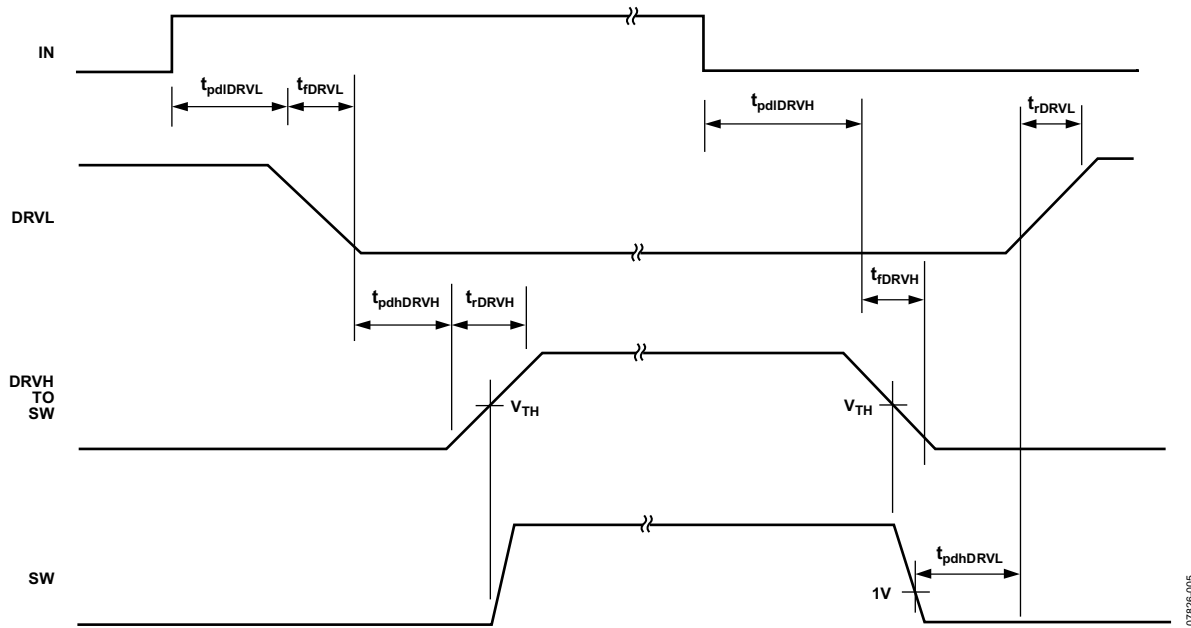 IN
tpdlDRVL
tfDRVL
tpdlDRVH
trDRVL
DRVL
tpdhDRVH
trDRVH
tfDRVH
DRVH
TO
SW
VTH
VTH
SW
1V
tpdhDRVL
07826-005